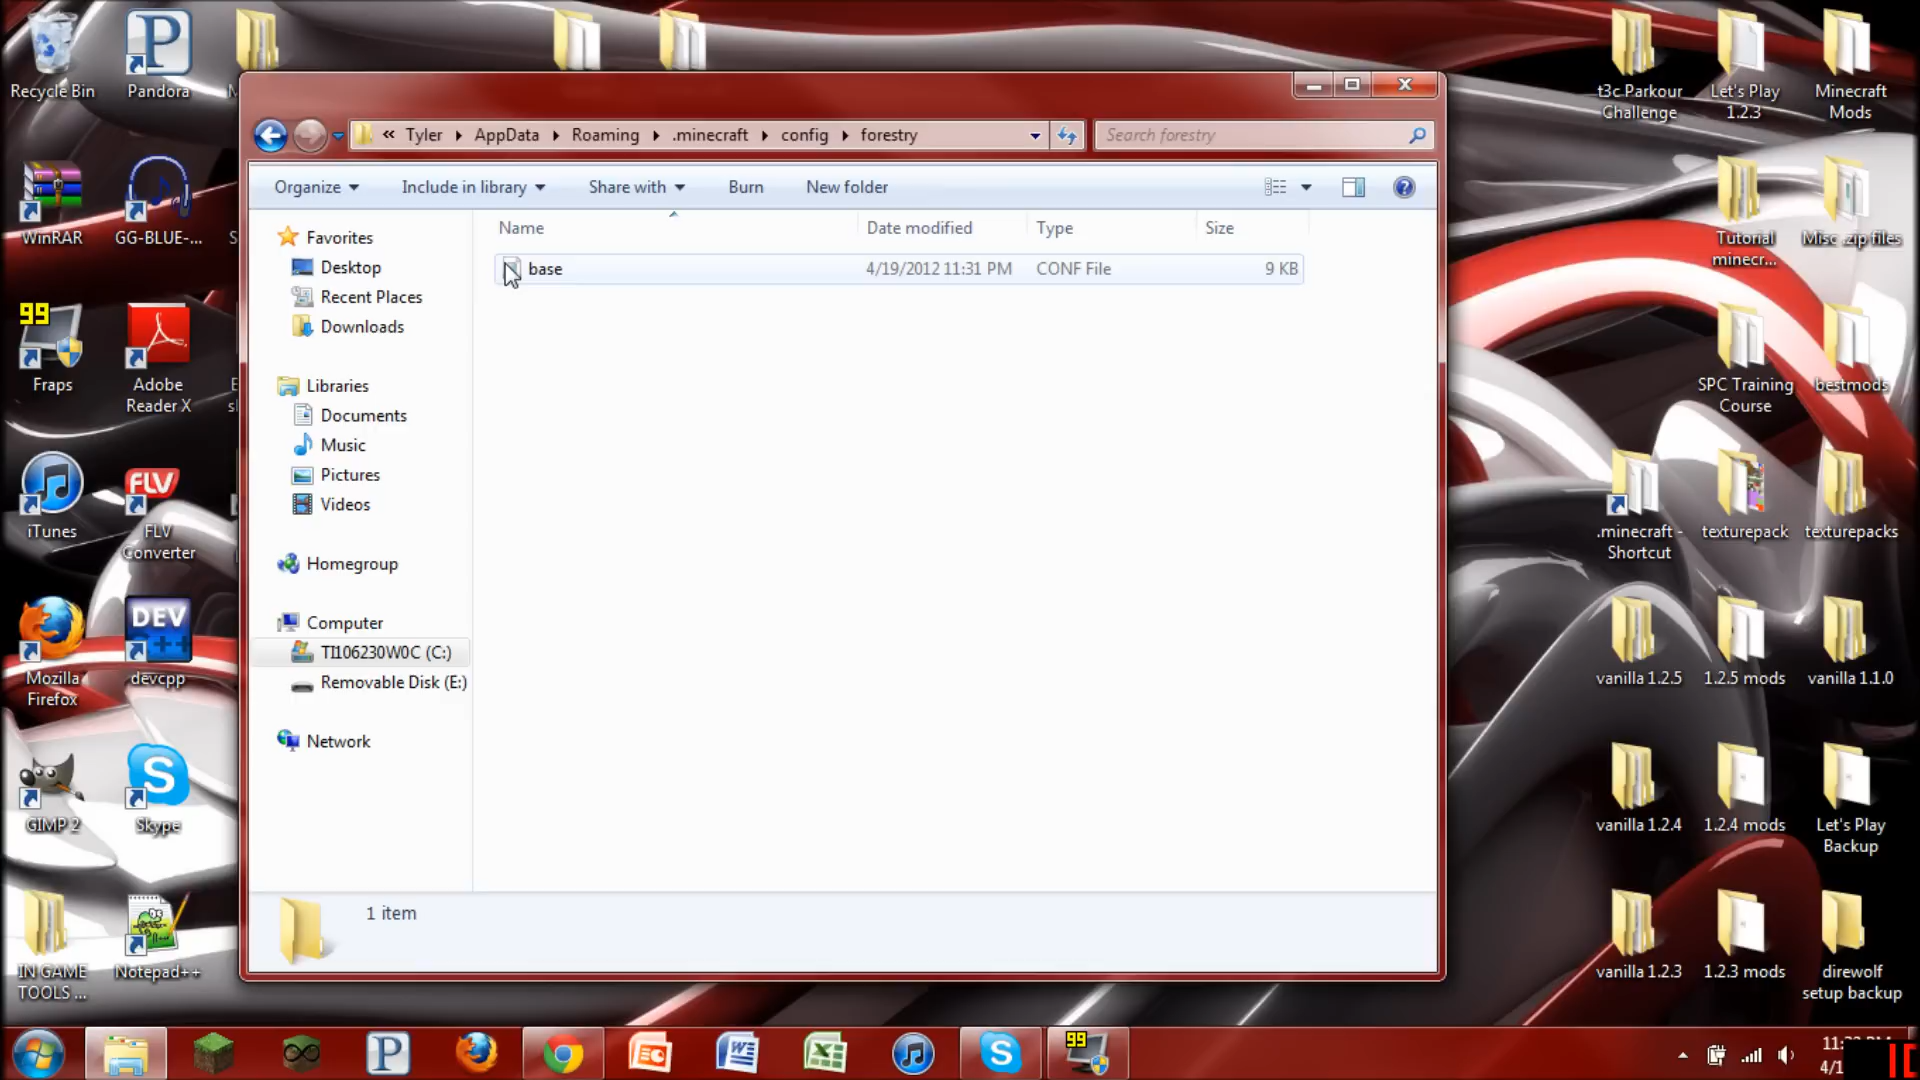 Recycle Bin
Pandora
t3c Parkour
Challenge
Let's Play
1.2.3
Minecraft
Mods
« Tyler AppData Roaming .minecraft config forestry
Search forestry
Organize
Include in library
Share with
Burn
New folder
Name
Date modified
Type
Size
base
4/19/2012 11:31 PM
CONF File
9 KB
Favorites
Desktop
Recent Places
Downloads
Libraries
Documents
Music
Pictures
Videos
Homegroup
Computer
TI106230W0C (C:)
Removable Disk (E:)
Network
1 item
WinRAR
GG-BLUE-...
99
Fraps
Adobe
Reader X
iTunes
FLV
FLV
Converter
Mozilla
Firefox
DEV
devcpp
GIMP 2
Skype
IN GAME
TOOLS ...
Notepad++
Tutorial
minecr...
Misc .zip files
SPC Training
Course
bestmods
.minecraft -
Shortcut
texturepack
texturepacks
vanilla 1.2.5
1.2.5 mods
vanilla 1.1.0
vanilla 1.2.4
1.2.4 mods
Let's Play
Backup
vanilla 1.2.3
1.2.3 mods
direwolf
setup backup
99